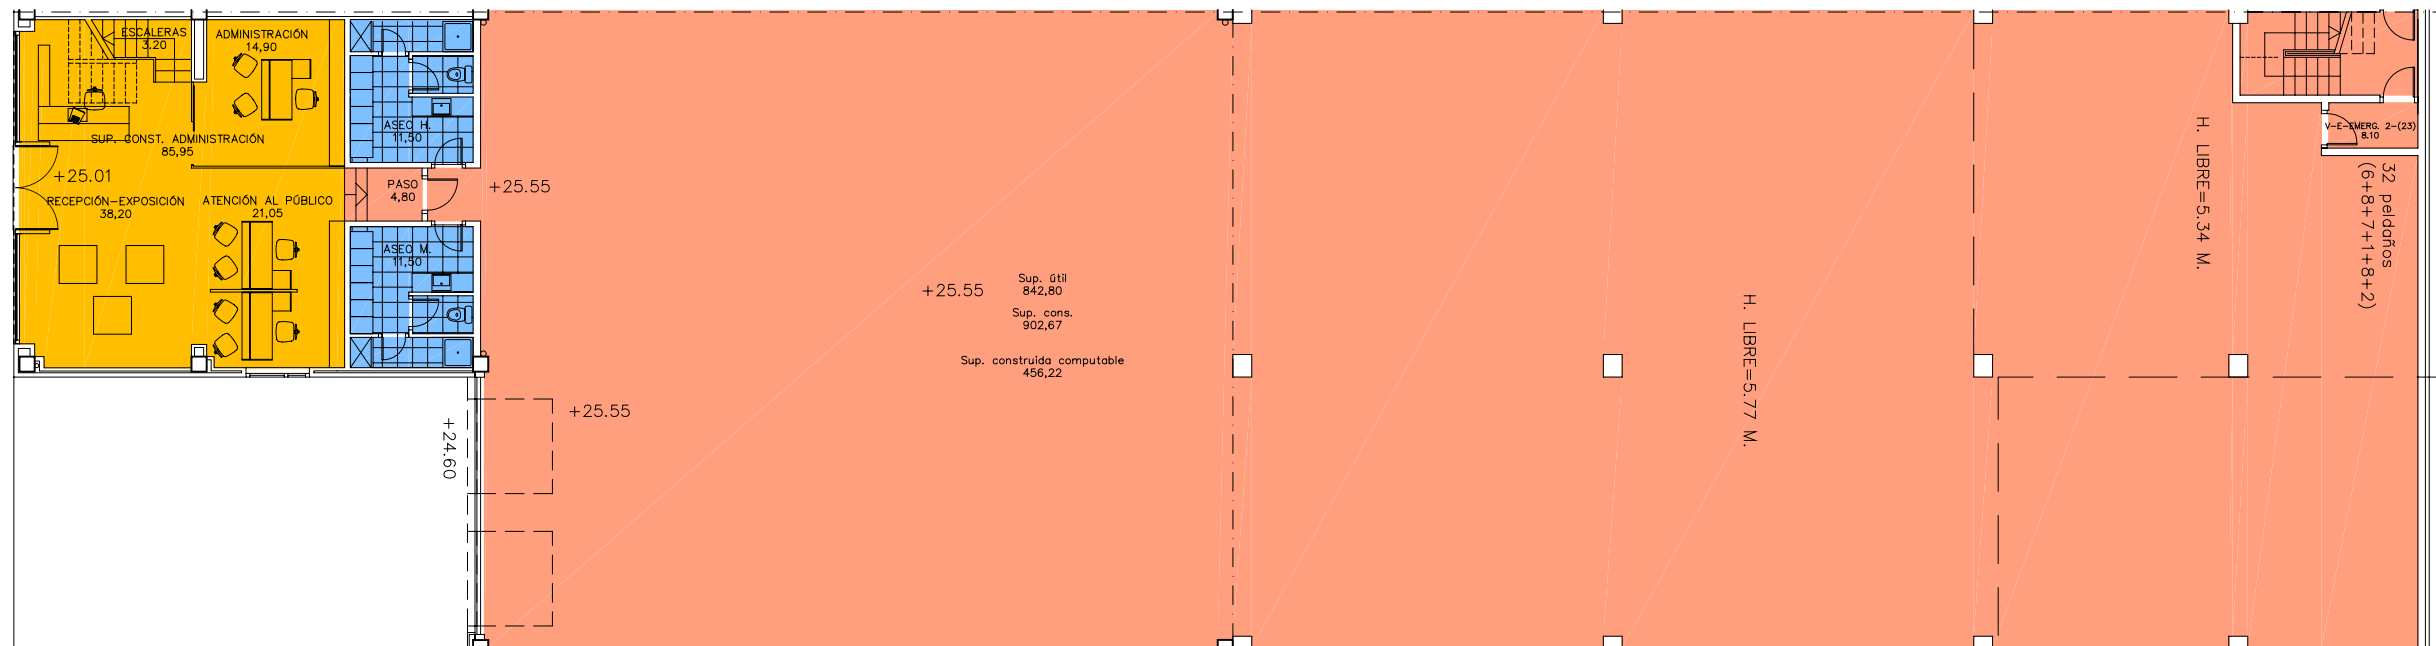 ESCALERAS
3.20
ADMINISTRACIÓN
14,90
SUP. CONST. ADMINISTRACIÓN
85,95
+25.01
RECEPCIÓN-EXPOSICIÓN
38,20
ATENCIÓN AL PÚBLICO
21,05
ASEO H.
11,50
PASO
4,80
ASEO M.
11,50
+25.55
+25.55
+25.55
+24.60
Sup. útil
842,80
Sup. cons.
902,67
Sup. construida computable
456,22
H. LIBRE=5.77 M.
H. LIBRE=5.34 M.
V-E-EMERG. 2-(23)
8.10
32 peldaños
(6+8+7+1+8+2)